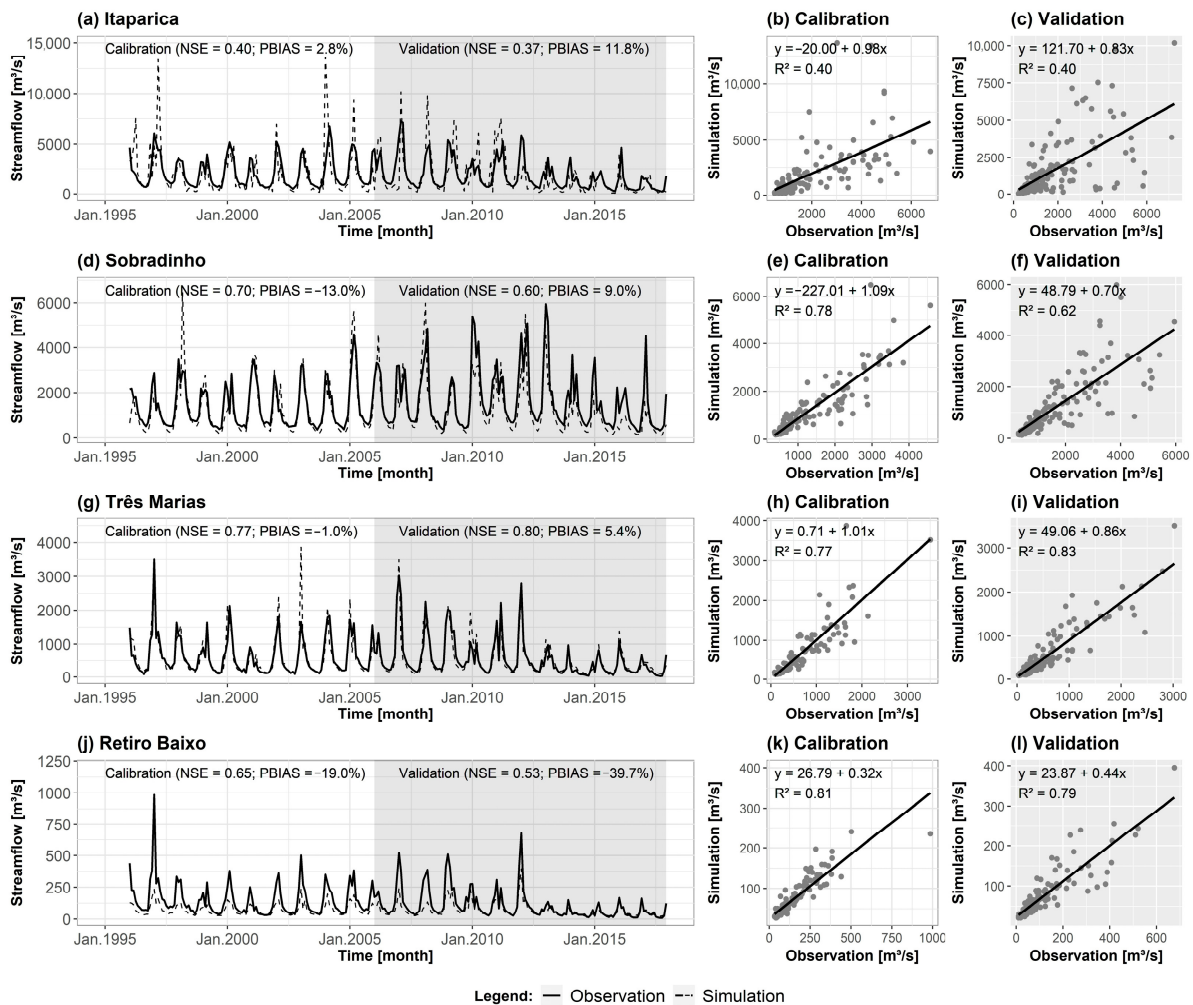 (a) Itaparica
Calibration (NSE = 0.40; PBIAS = 2.8%)
Validation (NSE = 0.37; PBIAS = 11.8%)
Streamflow [m³/s]
15,000
10.000
5000
0
Jan.1995
Jan.2000
Jan.2005
Jan.2010
Jan.2015
Time [month]
(b) Calibration
y = −20.00 + 0.98x
R² = 0.40
Simulation [m³/s]
10,000
5000
0
2000
4000
6000
Observation [m³/s]
(c) Validation
y = 121.70 + 0.83x
R² = 0.40
Simulation [m³/s]
10.000
7500
5000
2500
0
0
2000
4000
6000
Observation [m³/s]
(d) Sobradinho
Calibration (NSE = 0.70; PBIAS = −13.0%)
Validation (NSE = 0.60; PBIAS = 9.0%)
Streamflow [m³/s]
6000
4000
2000
0
Jan.1995
Jan.2000
Jan.2005
Jan.2010
Jan.2015
Time [month]
(e) Calibration
y = −227.01 + 1.09x
R² = 0.78
Simulation [m³/s]
6000
4000
2000
0
1000
2000
3000
4000
Observation [m³/s]
(f) Validation
y = 48.79 + 0.70x
R² = 0.62
Simulation [m³/s]
6000
4000
2000
0
2000
4000
6000
Observation [m³/s]
(g) Três Marias
Calibration (NSE = 0.77; PBIAS = −1.0%)
Validation (NSE = 0.80; PBIAS = 5.4%)
Streamflow [m³/s]
4000
3000
2000
1000
0
Jan.1995
Jan.2000
Jan.2005
Jan.2010
Jan.2015
Time [month]
(h) Calibration
y = 0.71 + 1.01x
R² = 0.77
Simulation [m³/s]
4000
3000
2000
1000
0
0
1000
2000
3000
Observation [m³/s]
(i) Validation
y = 49.06 + 0.86x
R² = 0.83
Simulation [m³/s]
3000
2000
1000
0
0
1000
2000
3000
Observation [m³/s]
(j) Retiro Baixo
Calibration (NSE = 0.65; PBIAS = −19.0%)
Validation (NSE = 0.53; PBIAS = −39.7%)
Streamflow [m³/s]
1250
1000
750
500
250
0
Jan.1995
Jan.2000
Jan.2005
Jan.2010
Jan.2015
Time [month]
(k) Calibration
y = 26.79 + 0.32x
R² = 0.81
Simulation [m³/s]
400
300
200
100
0
250
500
750
1000
Observation [m³/s]
(l) Validation
y = 23.87 + 0.44x
R² = 0.79
Simulation [m³/s]
400
300
200
100
0
200
400
600
Observation [m³/s]
Legend: Observation Simulation